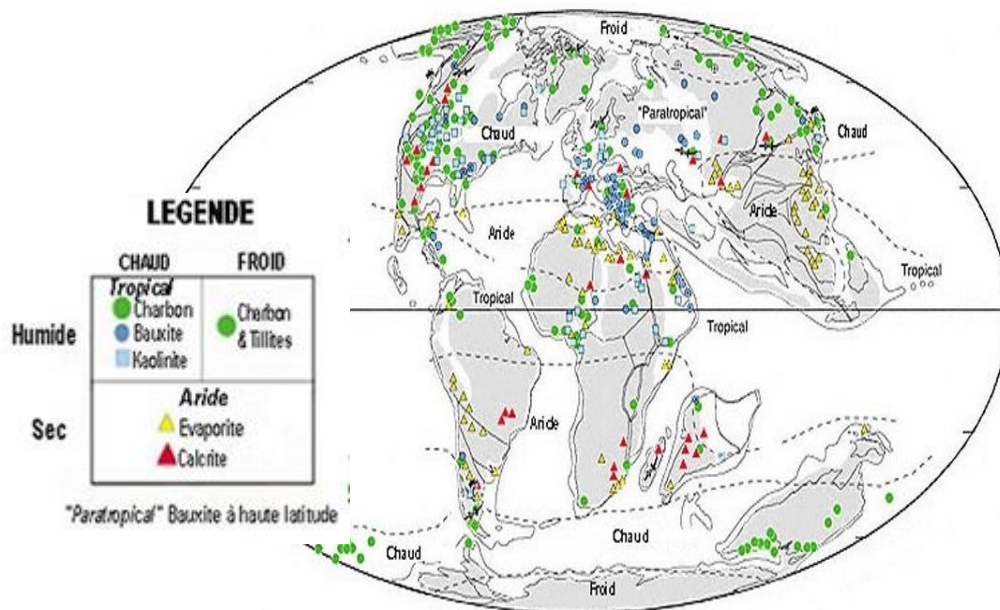 Froid
"Paratropical"
Chaud
Chaud
LEGENDE
CHAUD
FROID
Tropical
Humide
Charbon
Bauxite
Kaolinite
Charbon
& Tillites
Sec
Aride
Evaporite
Calcrite
"Paratropical" Bauxite à haute latitude
Aride
Aride
Tropical
Tropical
Tropical
Aride
Aride
Chaud
Chaud
Froid